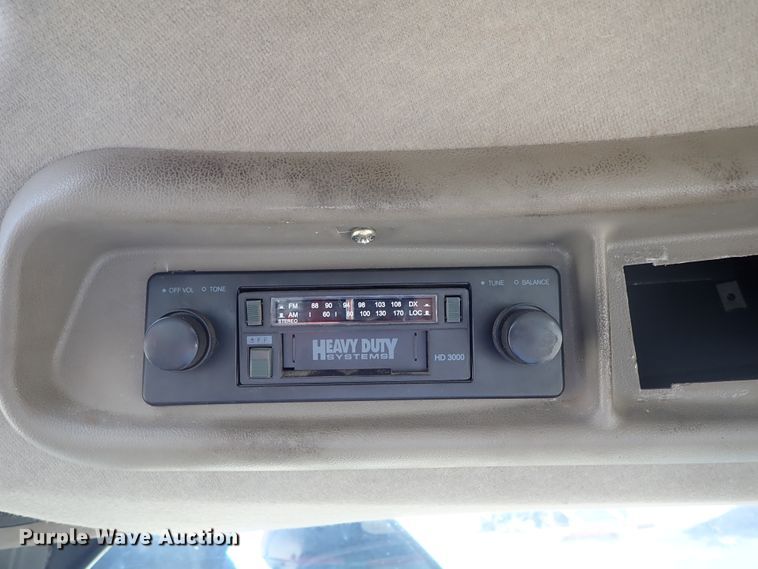 OFF VOL TONE
TUNE BALANCE
FM 88 90 94 98 103 108 DX
AM 60 80 100 130 170 LOC
STEREO
HEAVY DUTY
SYSTEMS
HD 3000
Purple Wave Auction